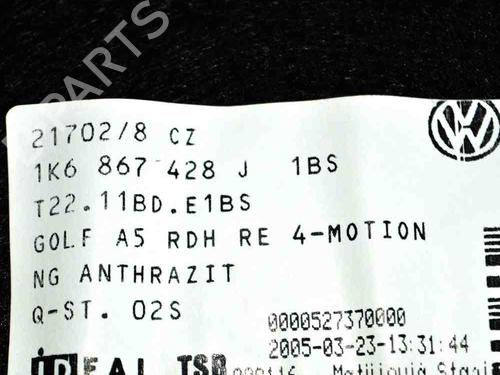 PARTS
21702/8 CZ
1K6 867 428 J 1BS
T22.11BD.E1BS
GOLF A5 RDH RE 4-MOTION
NG ANTHRAZIT
Q-ST. 02S
0000527370000
2005-03-23-13:31:44